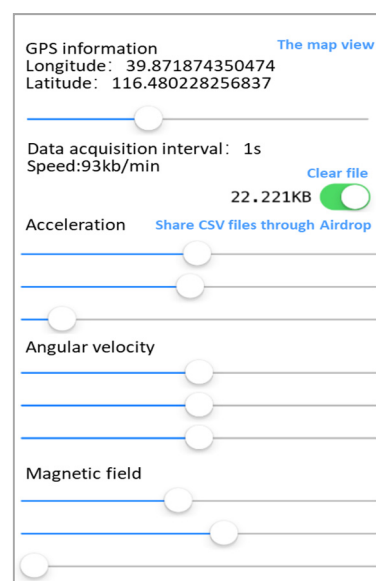 GPS information The map view
Longitude: 39.871874350474
Latitude: 116.480228256837
Data acquisition interval: 1s
Speed:93kb/min
Clear file
22.221KB
Acceleration Share CSV files through Airdrop
Angular velocity
Magnetic field